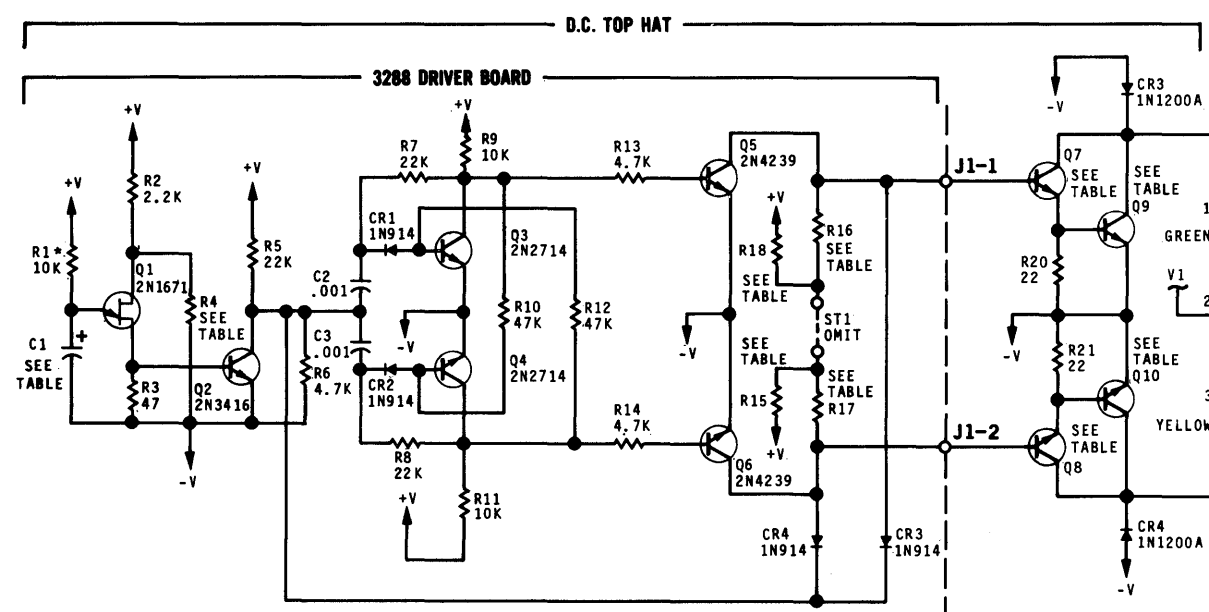 D.C. TOP HAT
3288 DRIVER BOARD
+V
R2
2.2K
+V
R1*
10K
Q1
2N1671
C1
+
SEE
TABLE
R3
47
R4
SEE
TABLE
Q2
2N3416
-V
+V
R5
22K
R6
4.7K
R7
22K
CR1
1N914
C2
.001
C3
.001
CR2
1N914
R8
22K
+V
+V
R9
10K
Q3
2N2714
-V
Q4
2N2714
R10
47K
R12
47K
R11
10K
R13
4.7K
R14
4.7K
Q5
2N4239
-V
Q6
2N4239
+V
R18
SEE
TABLE
R16
SEE
TABLE
ST1
OMIT
SEE
TABLE
R15
+V
SEE
TABLE
R17
CR4
1N914
CR3
1N914
J1-1
J1-2
-V
CR3
1N1200A
Q7
SEE
TABLE
SEE
TABLE
Q9
R20
22
-V
R21
22
SEE
TABLE
Q10
SEE
TABLE
Q8
CR4
1N1200A
-V
1
GREEN
V1
2
3
YELLOW